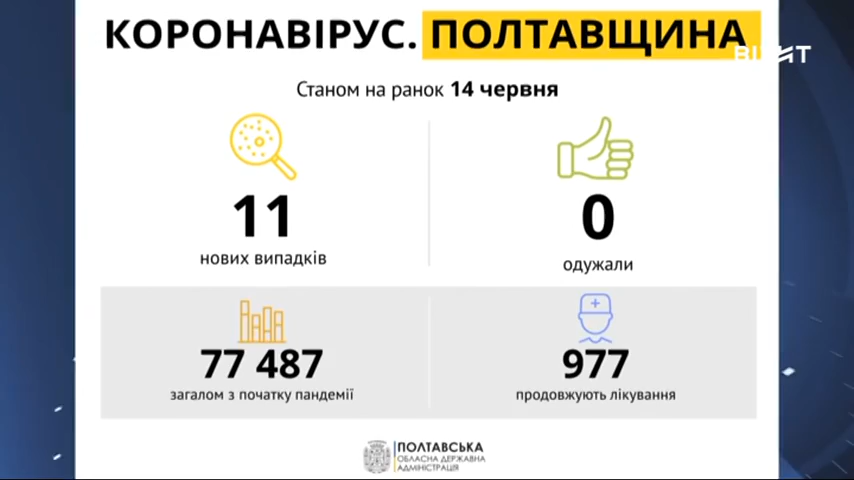 КОРОНАВІРУС. ПОЛТАВЩИНА
Станом на ранок 14 червня
11
нових випадків
0
одужали
77 487
загалом з початку пандемії
977
продовжують лікування
ПОЛТАВСЬКА
ОБЛАСНА ДЕРЖАВНА
АДМІНІСТРАЦІЯ